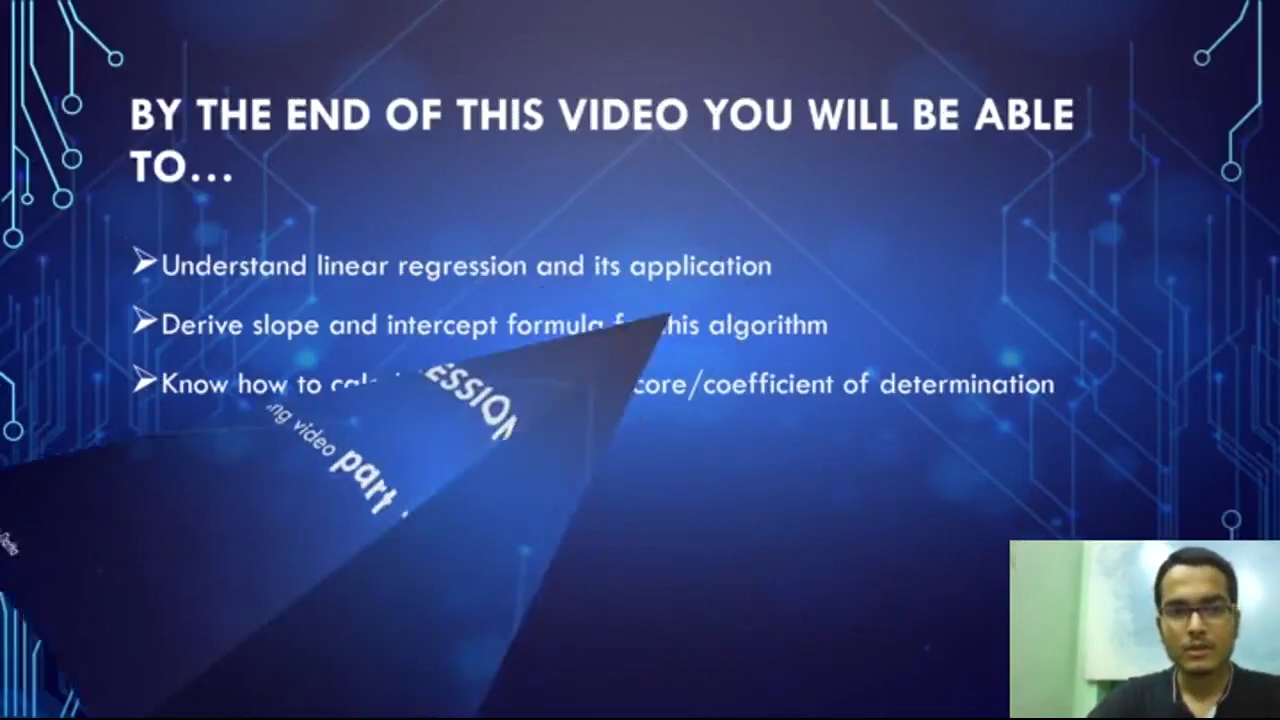 BY THE END OF THIS VIDEO YOU WILL BE ABLE
TO...
Understand linear regression and its application
Derive slope and intercept formula this algorithm
Know how to core/coefficient of determination
ESSION
video part